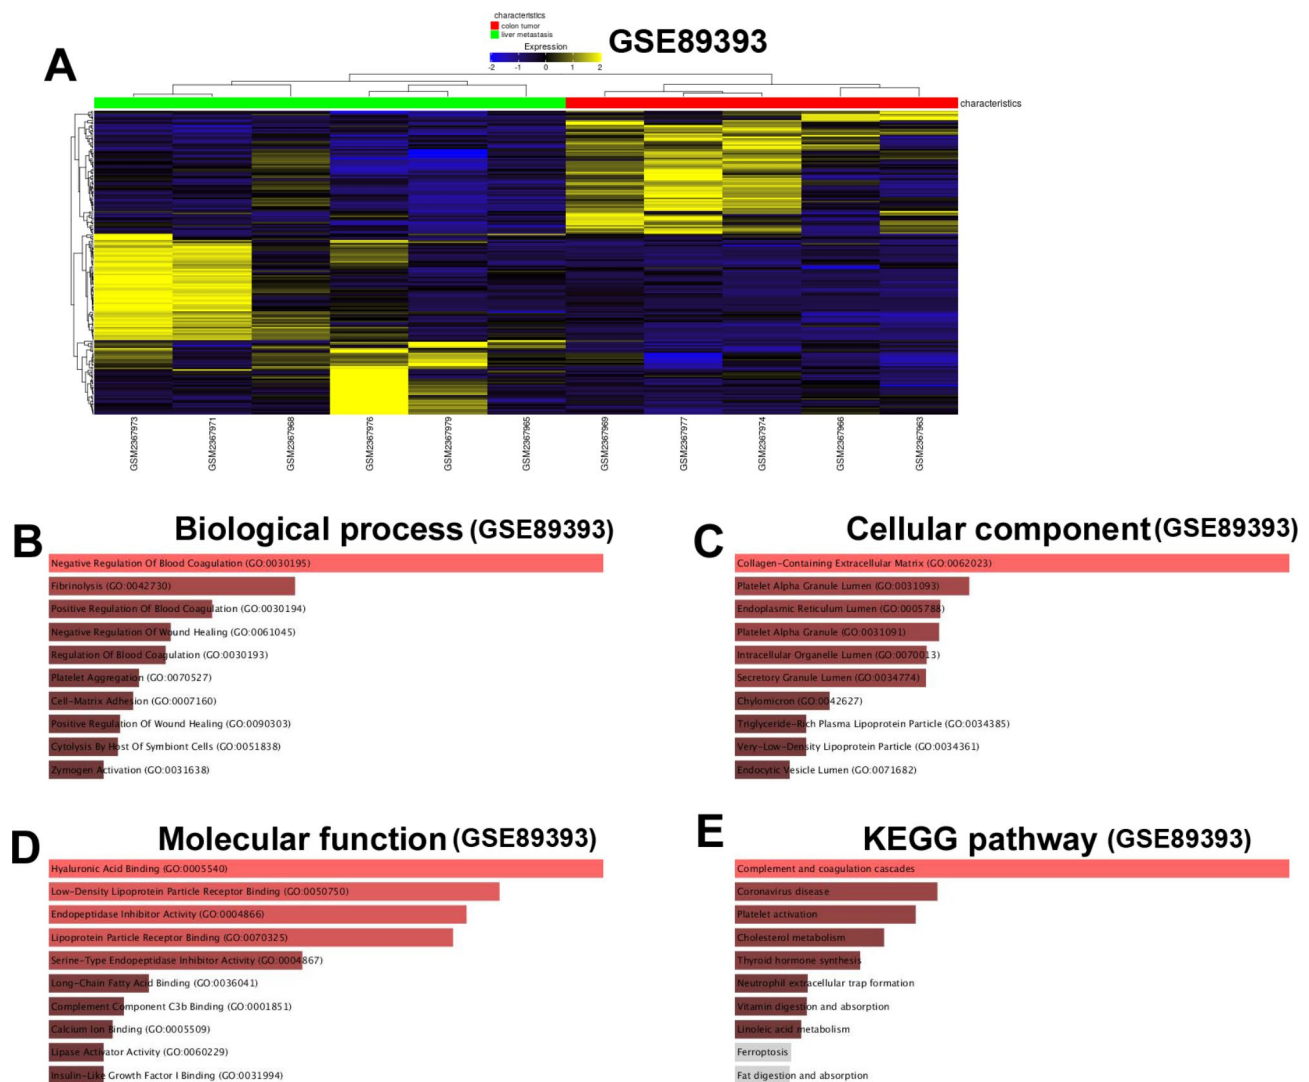 characteristics
colon tumor
liver metastasis
Expression
-2 -1 0 1 2
GSE89393
A
characteristics
GSM2367973
GSM2367971
GSM2367968
GSM2367976
GSM2367979
GSM2367965
GSM2367969
GSM2367977
GSM2367974
GSM2367966
GSM2367963
B
Biological process (GSE89393)
Negative Regulation Of Blood Coagulation (GO:0030195)
Fibrinolysis (GO:0042730)
Positive Regulation Of Blood Coagulation (GO:0030194)
Negative Regulation Of Wound Healing (GO:0061045)
Regulation Of Blood Coagulation (GO:0030193)
Platelet Aggregation (GO:0070527)
Cell-Matrix Adhesion (GO:0007160)
Positive Regulation Of Wound Healing (GO:0090303)
Cytolysis By Host Of Symbiont Cells (GO:0051838)
Zymogen Activation (GO:0031638)
C
Cellular component (GSE89393)
Collagen-Containing Extracellular Matrix (GO:0062023)
Platelet Alpha Granule Lumen (GO:0031093)
Endoplasmic Reticulum Lumen (GO:0005788)
Platelet Alpha Granule (GO:0031091)
Intracellular Organelle Lumen (GO:0070013)
Secretory Granule Lumen (GO:0034774)
Chylomicron (GO:0042627)
Triglyceride-Rich Plasma Lipoprotein Particle (GO:0034385)
Very-Low-Density Lipoprotein Particle (GO:0034361)
Endocytic Vesicle Lumen (GO:0071682)
D
Molecular function (GSE89393)
Hyaluronic Acid Binding (GO:0005540)
Low-Density Lipoprotein Particle Receptor Binding (GO:0050750)
Endopeptidase Inhibitor Activity (GO:0004866)
Lipoprotein Particle Receptor Binding (GO:0070325)
Serine-Type Endopeptidase Inhibitor Activity (GO:0004867)
Long-Chain Fatty Acid Binding (GO:0036041)
Complement Component C3b Binding (GO:0001851)
Calcium Ion Binding (GO:0005509)
Lipase Activator Activity (GO:0060229)
Insulin-Like Growth Factor I Binding (GO:0031994)
E
KEGG pathway (GSE89393)
Complement and coagulation cascades
Coronavirus disease
Platelet activation
Cholesterol metabolism
Thyroid hormone synthesis
Neutrophil extracellular trap formation
Vitamin digestion and absorption
Linoleic acid metabolism
Ferroptosis
Fat digestion and absorption